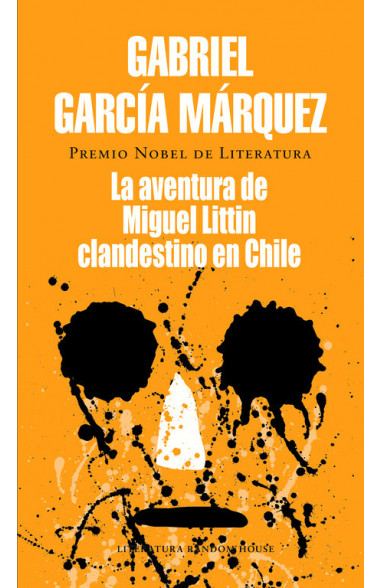 GABRIEL
GARCÍA MÁRQUEZ
PREMIO NOBEL DE LITERATURA
La aventura de
Miguel Littin
clandestino en Chile
LITERATURA RANDOM HOUSE